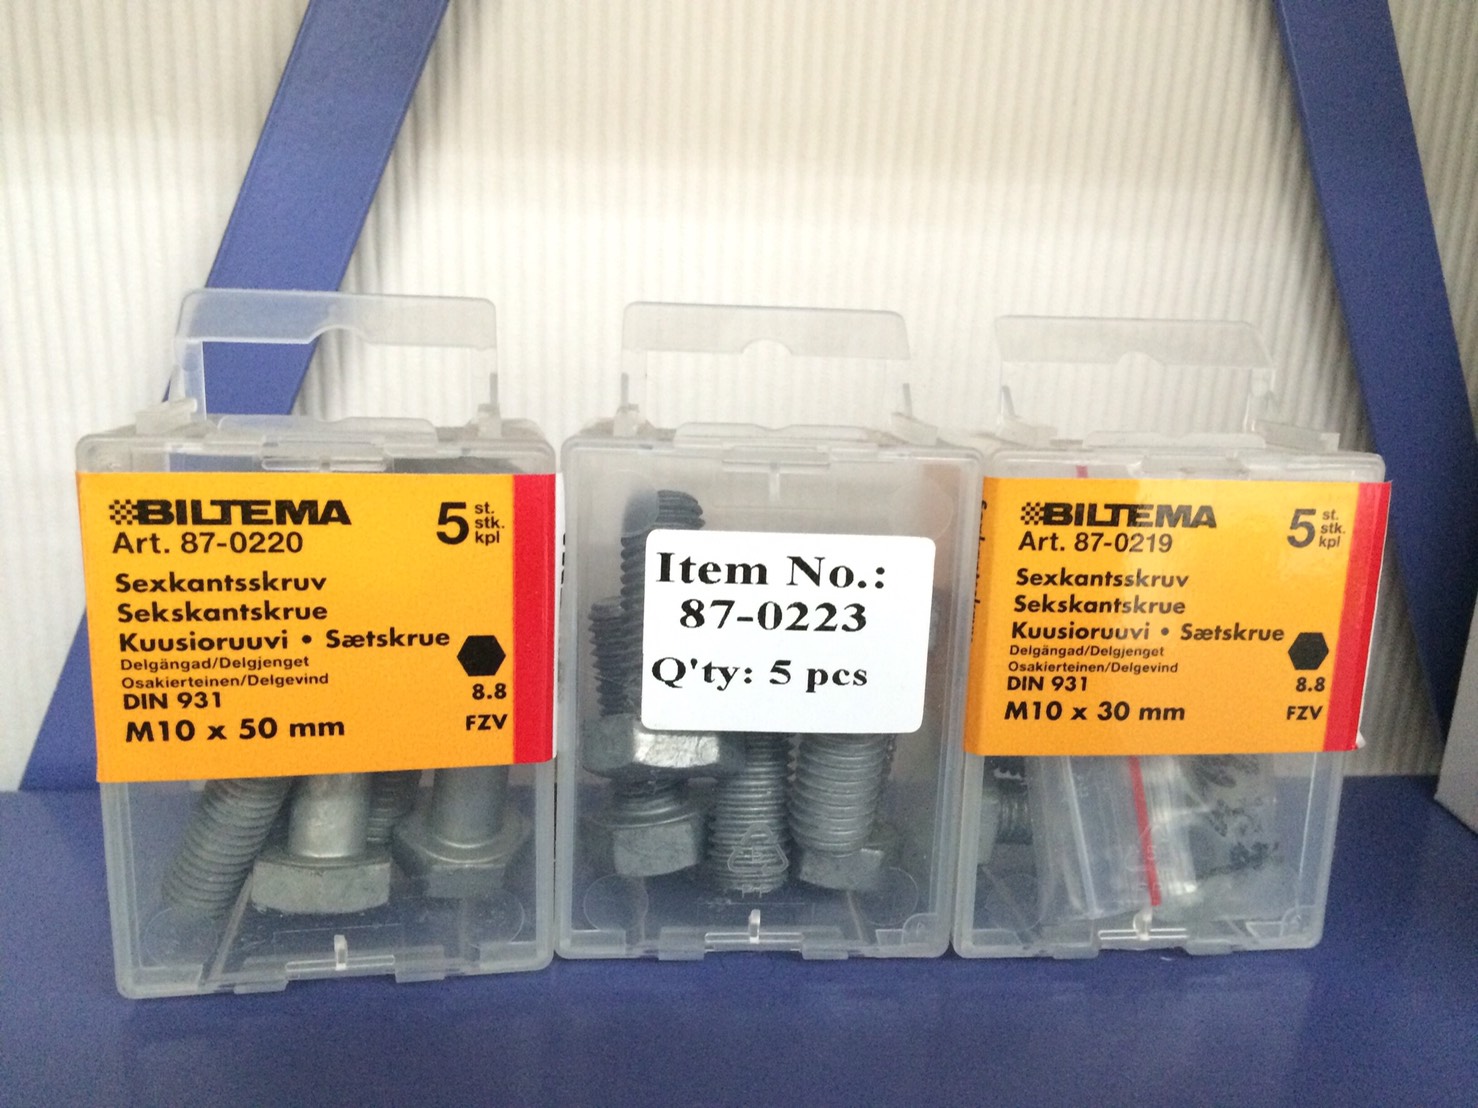 BILTEMA
Art. 87-0220
5 st. stk. kpl
Sexkantsskruv
Sekskantskrue
Kuusioruuvi • Sætskrue
Delgängad/Delgjenget
Osakierteinen/Delgevind
DIN 931
8.8
M10 x 50 mm
FZV
Item No.:
87-0223
Q'ty: 5 pcs
BILTEMA
Art. 87-0219
5 st. stk. kpl
Sexkantsskruv
Sekskantskrue
Kuusioruuvi • Sætskrue
Delgängad/Delgjenget
Osakierteinen/Delgevind
DIN 931
8.8
M10 x 30 mm
FZV